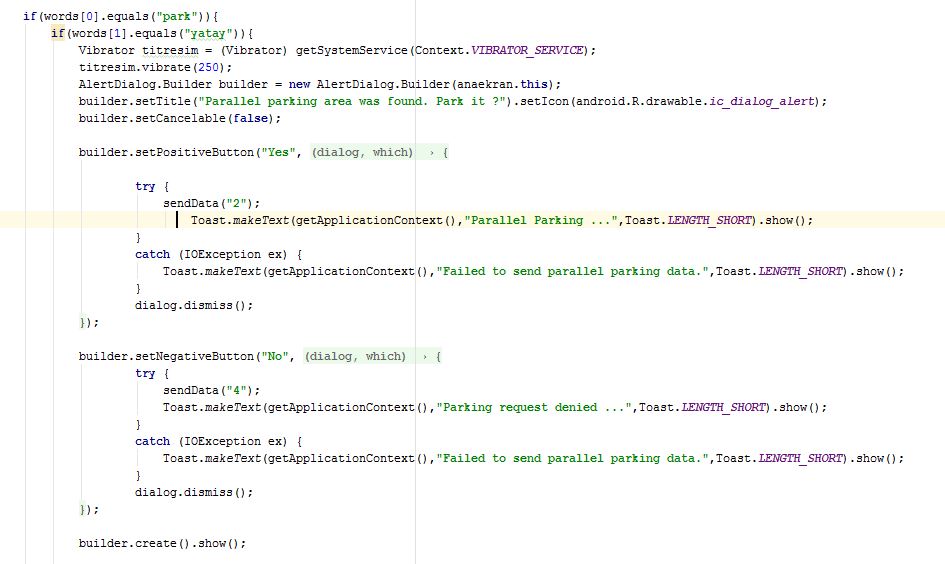 if(words[0].equals("park")){
if(words[1].equals("yatay")){
Vibrator titresim = (Vibrator) getSystemService(Context.VIBRATOR_SERVICE);
titresim.vibrate(250);
AlertDialog.Builder builder = new AlertDialog.Builder(anaekran.this);
builder.setTitle("Parallel parking area was found. Park it ?").setIcon(android.R.drawable.ic_dialog_alert);
builder.setCancelable(false);
builder.setPositiveButton("Yes", (dialog, which) → {
try {
sendData("2");
Toast.makeText(getApplicationContext(),"Parallel Parking ...",Toast.LENGTH_SHORT).show();
}
catch (IOException ex) {
Toast.makeText(getApplicationContext(),"Failed to send parallel parking data.",Toast.LENGTH_SHORT).show();
}
dialog.dismiss();
});
builder.setNegativeButton("No", (dialog, which) → {
try {
sendData("4");
Toast.makeText(getApplicationContext(),"Parking request denied ...",Toast.LENGTH_SHORT).show();
}
catch (IOException ex) {
Toast.makeText(getApplicationContext(),"Failed to send parallel parking data.",Toast.LENGTH_SHORT).show();
}
dialog.dismiss();
});
builder.create().show();